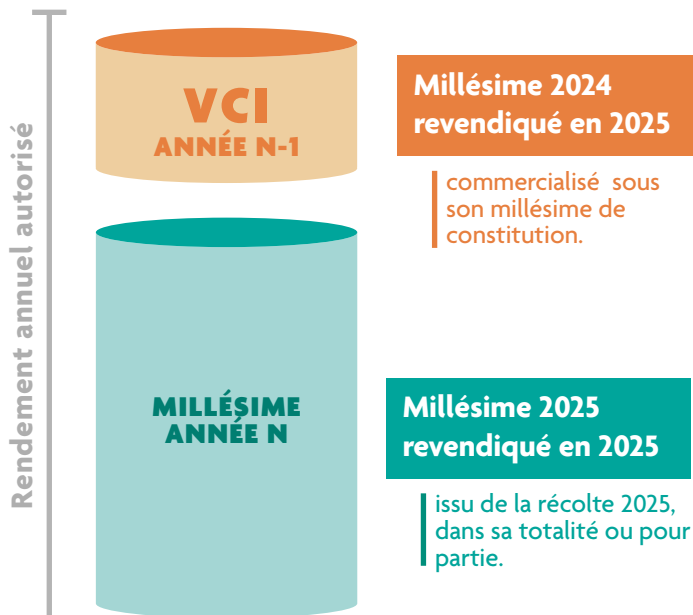 Rendement annuel autorisé
VCI
ANNÉE N-1
Millésime 2024
revendiqué en 2025
commercialisé sous
son millésime de
constitution.
MILLÉSIME
ANNÉE N
Millésime 2025
revendiqué en 2025
issu de la récolte 2025,
dans sa totalité ou pour
partie.